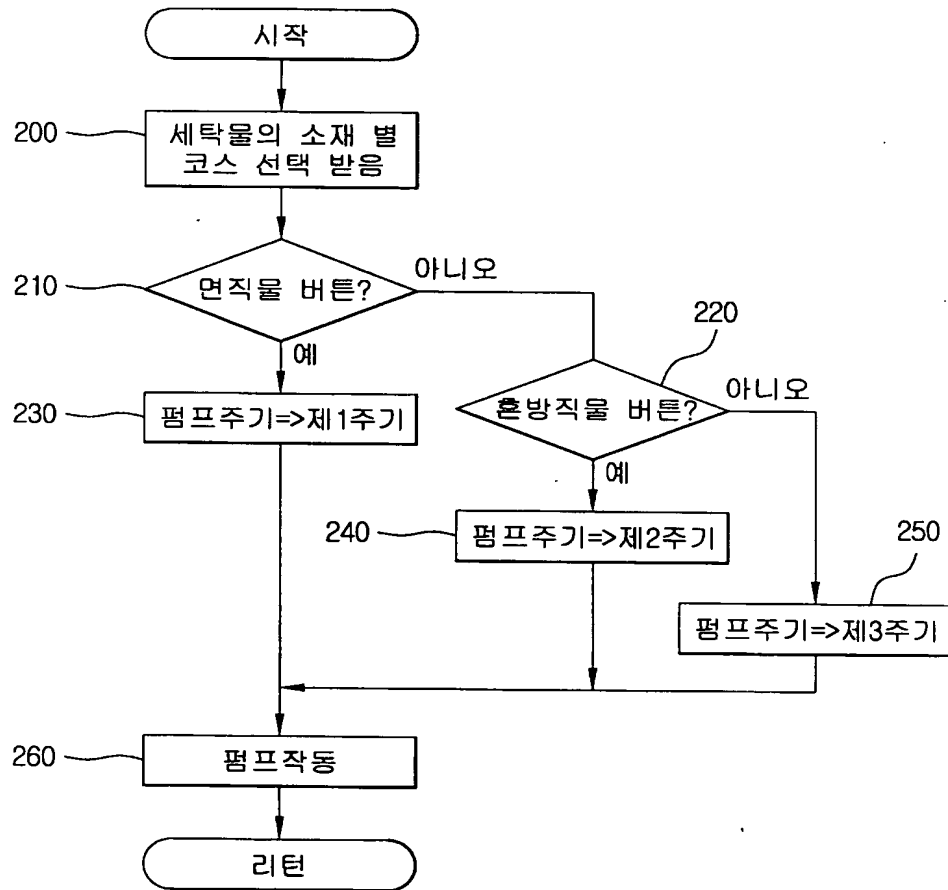 시작
200
세탁물의 소재 별
코스 선택 받음
210
면직물 버튼?
아니오
예
220
혼방직물 버튼?
아니오
예
230
펌프주기=>제1주기
240
펌프주기=>제2주기
250
펌프주기=>제3주기
260
펌프작동
리턴